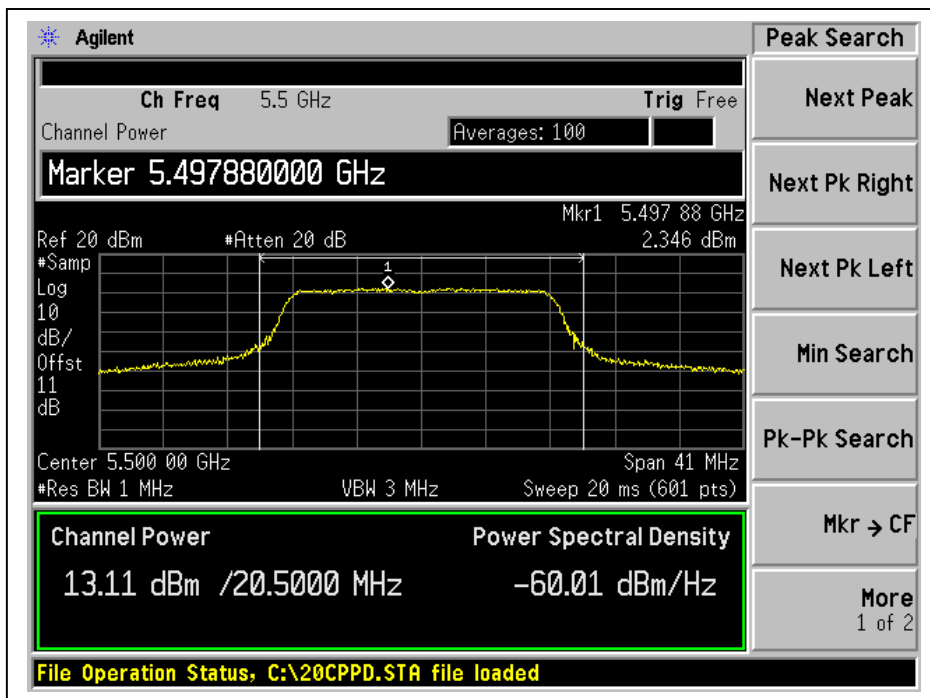 Agilent
Peak Search
Ch Freq 5.5 GHz Trig Free
Channel Power Averages: 100
Marker 5.497880000 GHz
Mkr1 5.497 88 GHz
Ref 20 dBm #Atten 20 dB 2.346 dBm
#Samp
Log
10
dB/
Offst
11
dB
1
Center 5.500 00 GHz Span 41 MHz
#Res BW 1 MHz VBW 3 MHz Sweep 20 ms (601 pts)
Channel Power Power Spectral Density
13.11 dBm /20.5000 MHz -60.01 dBm/Hz
File Operation Status, C:\20CPPD.STA file loaded
Next Peak
Next Pk Right
Next Pk Left
Min Search
Pk-Pk Search
Mkr → CF
More
1 of 2